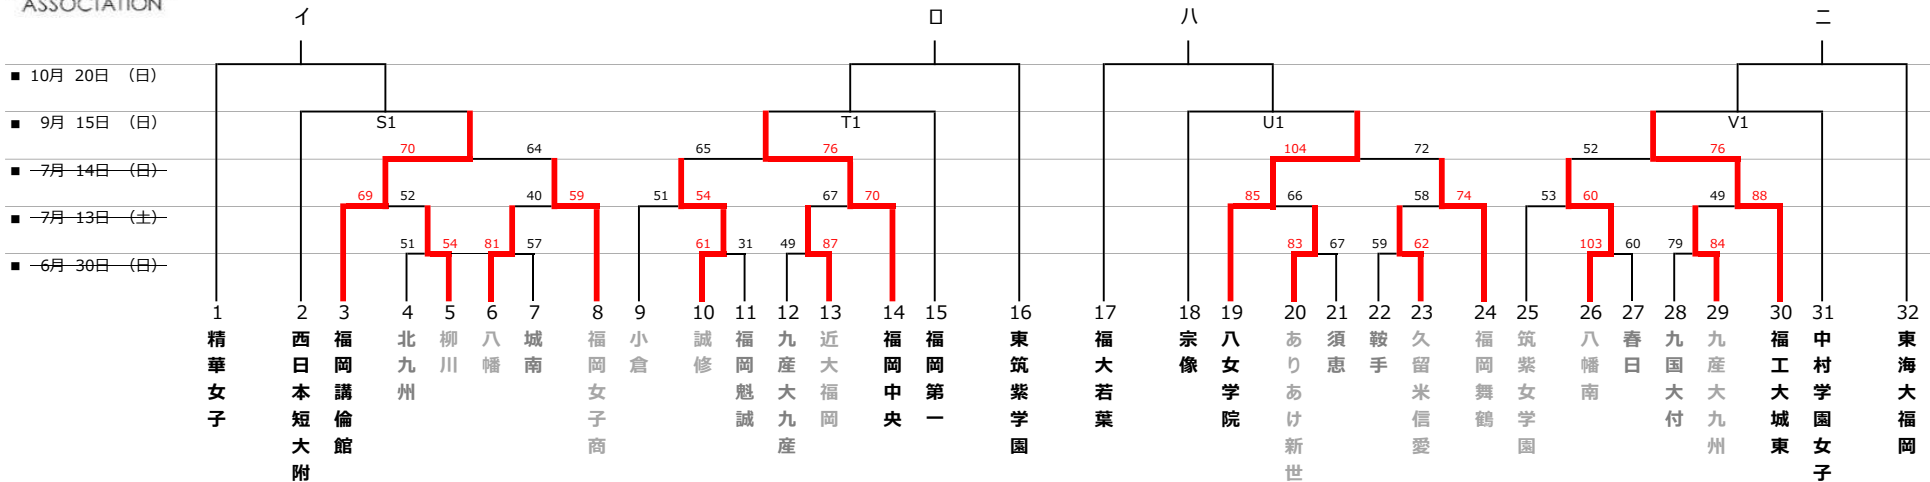 ASSOCIATION
イ ロ ハ ニ
■ 10月 20日 （日）
■ 9月 15日 （日）
S1 T1 U1 V1
70 64 65 76 104 72 52 76
■ 7月 14日 （日）
69 52 40 59 51 54 67 70 85 66 58 74 53 60 49 88
■ 7月 13日 （土）
51 54 81 57 61 31 49 87 83 67 59 62 103 60 79 84
■ 6月 30日 （日）
1 2 3 4 5 6 7 8 9 10 11 12 13 14 15 16 17 18 19 20 21 22 23 24 25 26 27 28 29 30 31 32
精華女子
西日本短大附
福岡講倫館
北九州
柳川
八幡
城南
福岡女子商
小倉
誠修
福岡魁誠
九産大九産
近大福岡
福岡中央
福岡第一
東筑紫学園
福大若葉
宗像
八女学院
ありあけ新世
須恵
鞍手
久留米信愛
福岡舞鶴
筑紫女学園
八幡南
春日
九国大付
九産大九州
福工大城東
中村学園女子
東海大福岡